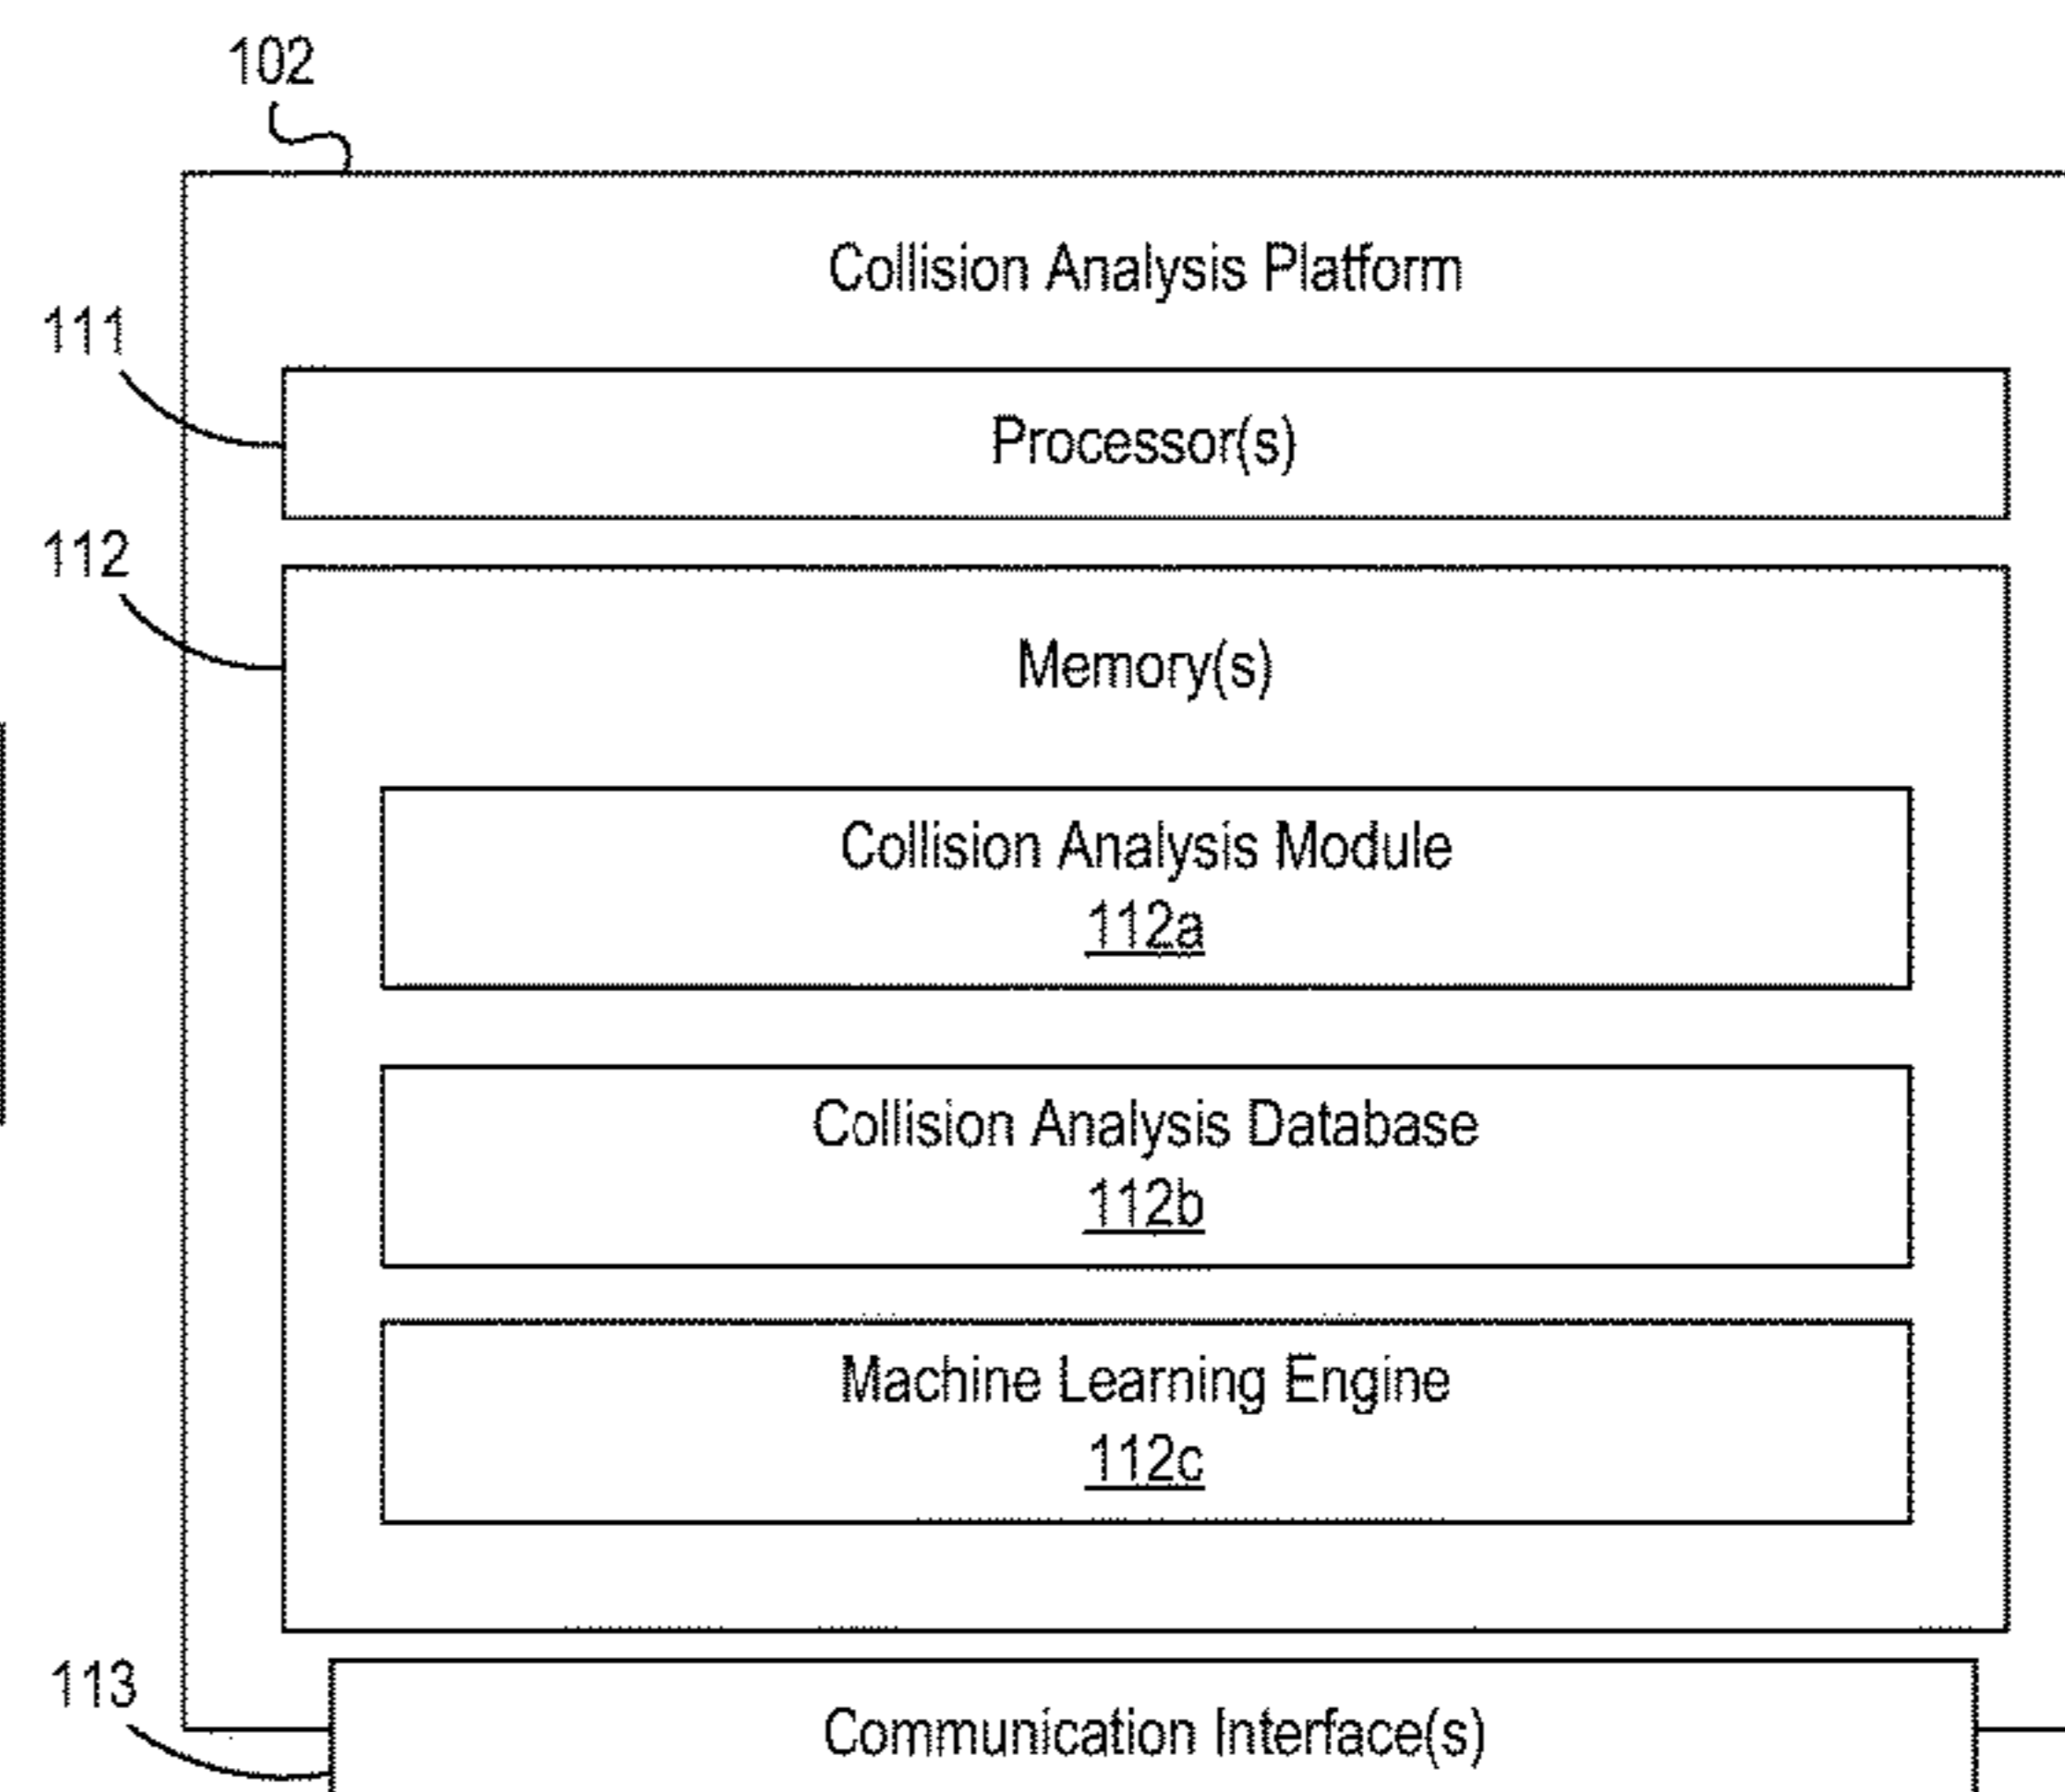 102
Collision Analysis Platform
111
Processor(s)
112
Memory(s)
Collision Analysis Module
112a
Collision Analysis Database
112b
Machine Learning Engine
112c
113
Communication Interface(s)